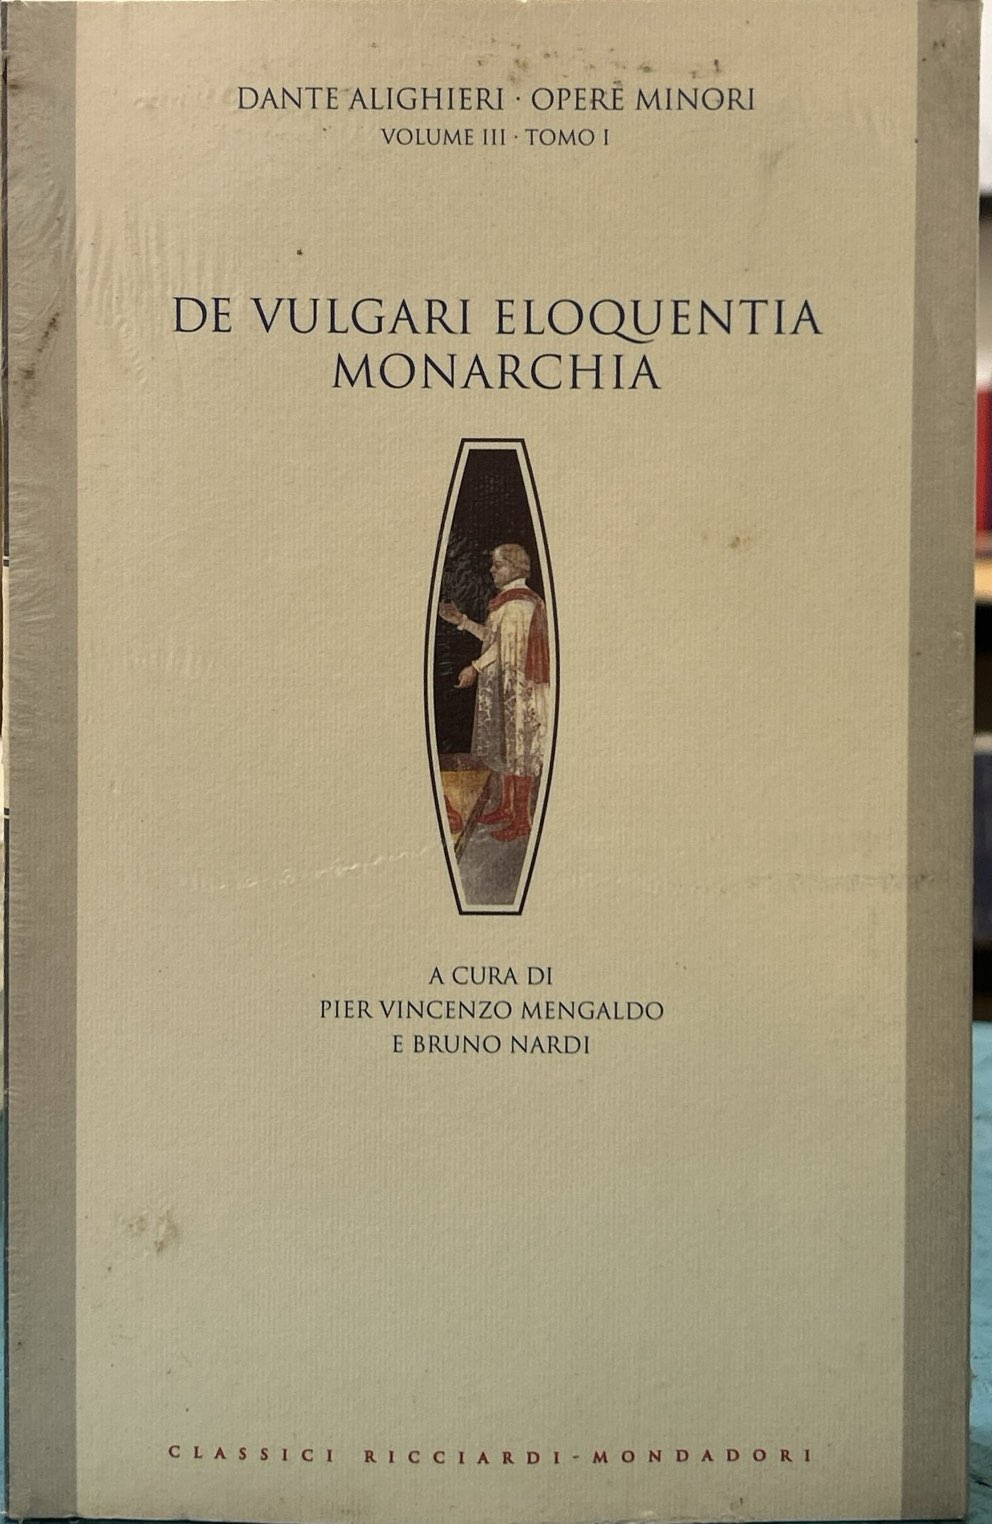 DANTE ALIGHIERI · OPERE MINORI
VOLUME III · TOMO I
DE VULGARI ELOQUENTIA
MONARCHIA
A CURA DI
PIER VINCENZO MENGALDO
E BRUNO NARDI
CLASSICI RICCIARDI-MONDADORI